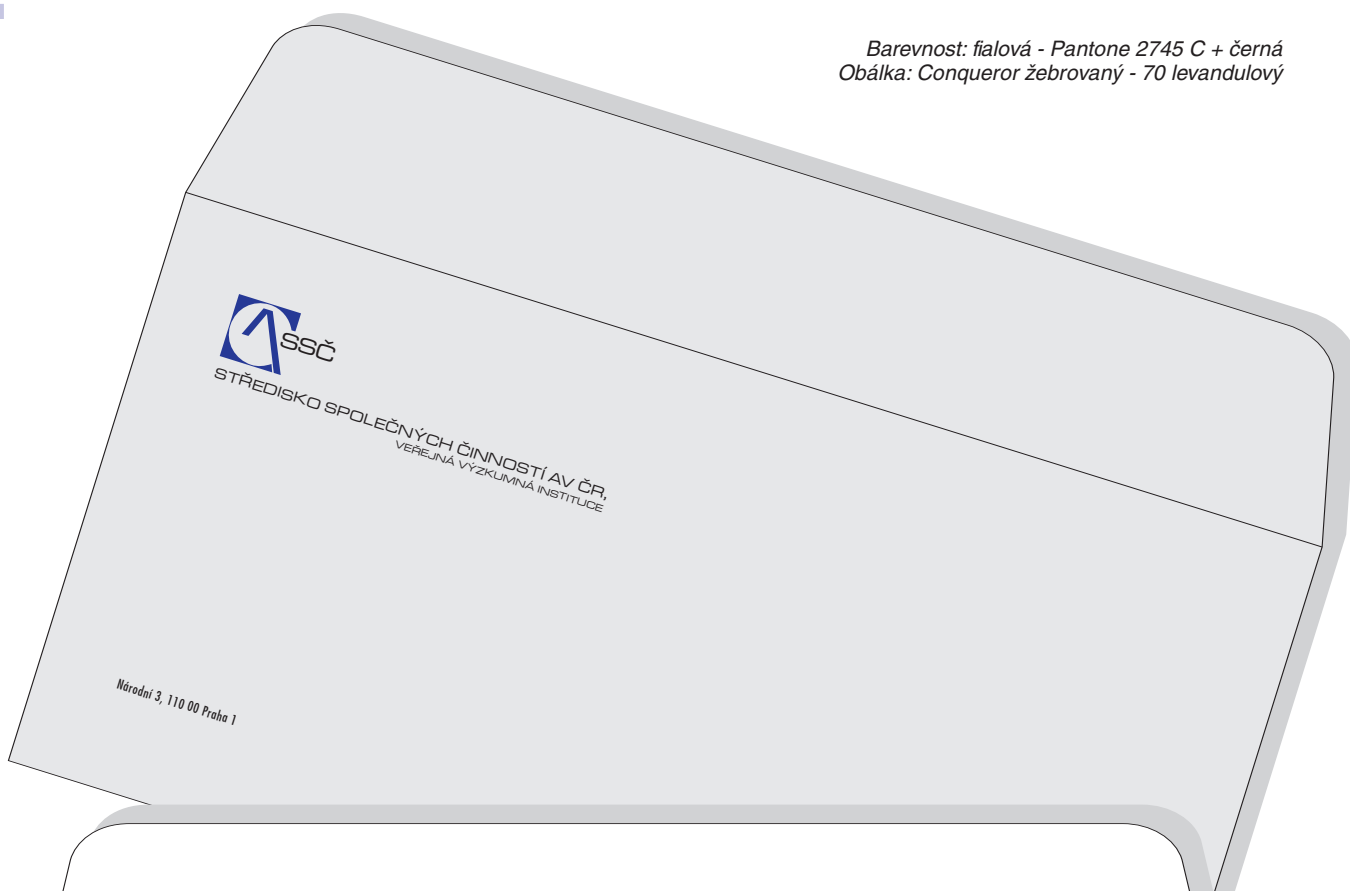 Barevnost: fialová - Pantone 2745 C + černá
Obálka: Conqueror žebrovaný - 70 levandulový
SSČ
STŘEDISKO SPOLEČNÝCH ČINNOSTÍ AV ČR,
VEŘEJNÁ VÝZKUMNÁ INSTITUCE
Národní 3, 110 00 Praha 1